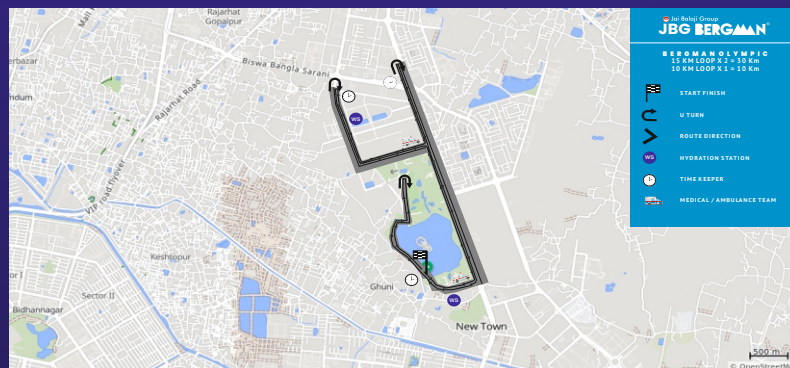 Rajarhat
Gopalpur
Biswa Bangla Sarani
Rajarhat Road
VIP road flyover
Keshtopur
Sector II
Bidhannagar
Ghuni
New Town
WS
WS
500 m
Jai Balaji Group
JBG BERGMAN
BERGMAN OLYMPIC
15 KM LOOP X 2 = 30 Km
10 KM LOOP X 1 = 10 Km
START FINISH
U TURN
ROUTE DIRECTION
WS
HYDRATION STATION
TIME KEEPER
MEDICAL / AMBULANCE TEAM